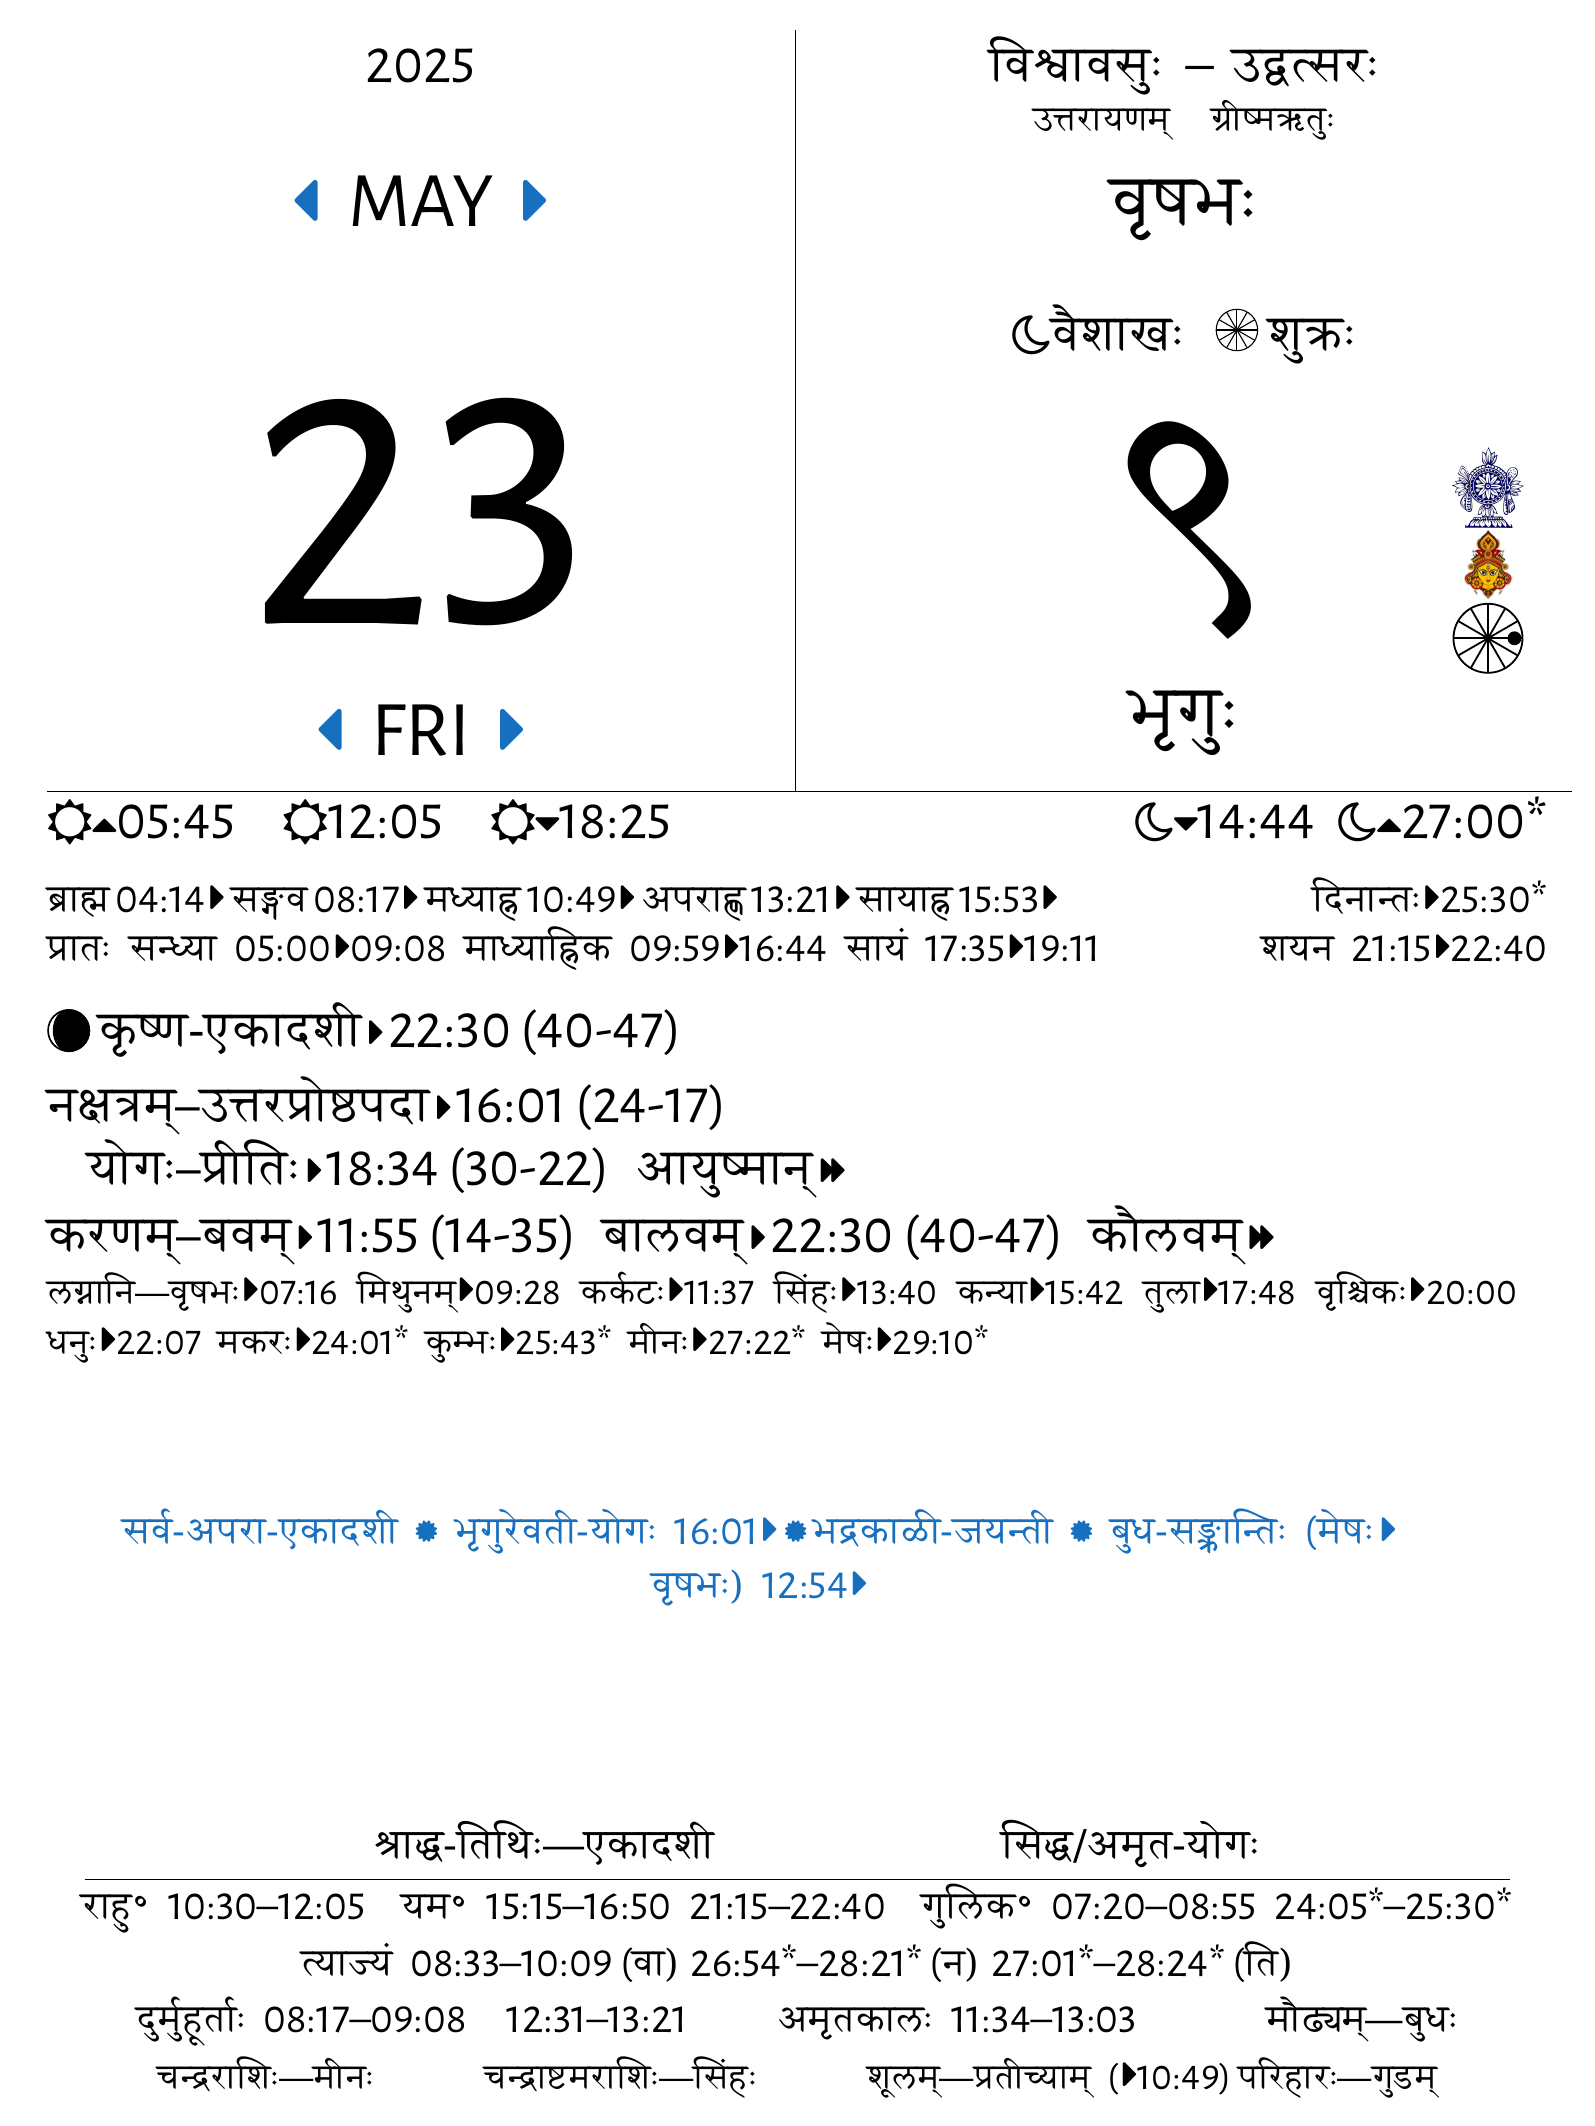 2025
MAY
23
FRI
विश्वावसुः – उद्वत्सरः
उत्तरायणम् ग्रीष्मऋतुः
वृषभः
वैशाखः शुक्रः
९
भृगुः
05:45 12:05 18:25 14:44 27:00*
ब्राह्म 04:14 सङ्गव 08:17 मध्याह्न 10:49 अपराह्ण 13:21 सायाह्न 15:53 दिनान्तः 25:30*
प्रातः सन्ध्या 05:00 09:08 माध्याह्निक 09:59 16:44 सायं 17:35 19:11 शयन 21:15 22:40
कृष्ण-एकादशी 22:30 (40-47)
नक्षत्रम्–उत्तरप्रोष्ठपदा 16:01 (24-17)
योगः–प्रीतिः 18:34 (30-22) आयुष्मान्
करणम्–बवम् 11:55 (14-35) बालवम् 22:30 (40-47) कौलवम्
लग्नानि—वृषभः 07:16 मिथुनम् 09:28 कर्कटः 11:37 सिंहः 13:40 कन्या 15:42 तुला 17:48 वृश्चिकः 20:00
धनुः 22:07 मकरः 24:01* कुम्भः 25:43* मीनः 27:22* मेषः 29:10*
सर्व-अपरा-एकादशी भृगुरेवती-योगः 16:01 भद्रकाळी-जयन्ती बुध-सङ्क्रान्तिः (मेषः
वृषभः) 12:54
श्राद्ध-तिथिः—एकादशी सिद्ध/अमृत-योगः
राहु॰ 10:30–12:05 यम॰ 15:15–16:50 21:15–22:40 गुलिक॰ 07:20–08:55 24:05*–25:30*
त्याज्यं 08:33–10:09 (वा) 26:54*–28:21* (न) 27:01*–28:24* (ति)
दुर्मुहूर्ताः 08:17–09:08 12:31–13:21 अमृतकालः 11:34–13:03 मौढ्यम्—बुधः
चन्द्रराशिः—मीनः चन्द्राष्टमराशिः—सिंहः शूलम्—प्रतीच्याम् (10:49) परिहारः—गुडम्